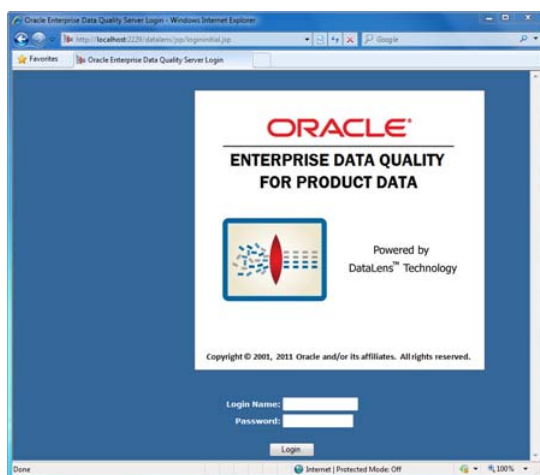 Oracle Enterprise Data Quality Server Login - Windows Internet Explorer
http://localhost:2229/datalens/jsp/logininitial.jsp
Google
Favorites
Oracle Enterprise Data Quality Server Login
ORACLE®
ENTERPRISE DATA QUALITY
FOR PRODUCT DATA
Powered by
DataLens™ Technology
Copyright © 2001, 2011 Oracle and/or its affiliates. All rights reserved.
Login Name:
Password:
Login
Done
Internet | Protected Mode: Off
100%